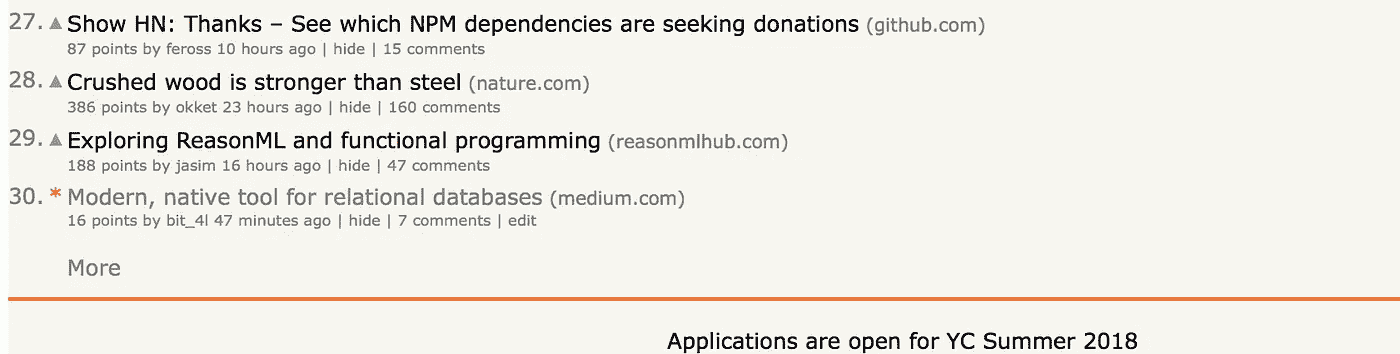 27. ▲ Show HN: Thanks – See which NPM dependencies are seeking donations (github.com)
87 points by feross 10 hours ago | hide | 15 comments
28. ▲ Crushed wood is stronger than steel (nature.com)
386 points by okket 23 hours ago | hide | 160 comments
29. ▲ Exploring ReasonML and functional programming (reasonmlhub.com)
188 points by jasim 16 hours ago | hide | 47 comments
30. * Modern, native tool for relational databases (medium.com)
16 points by bit_4l 47 minutes ago | hide | 7 comments | edit
More
Applications are open for YC Summer 2018